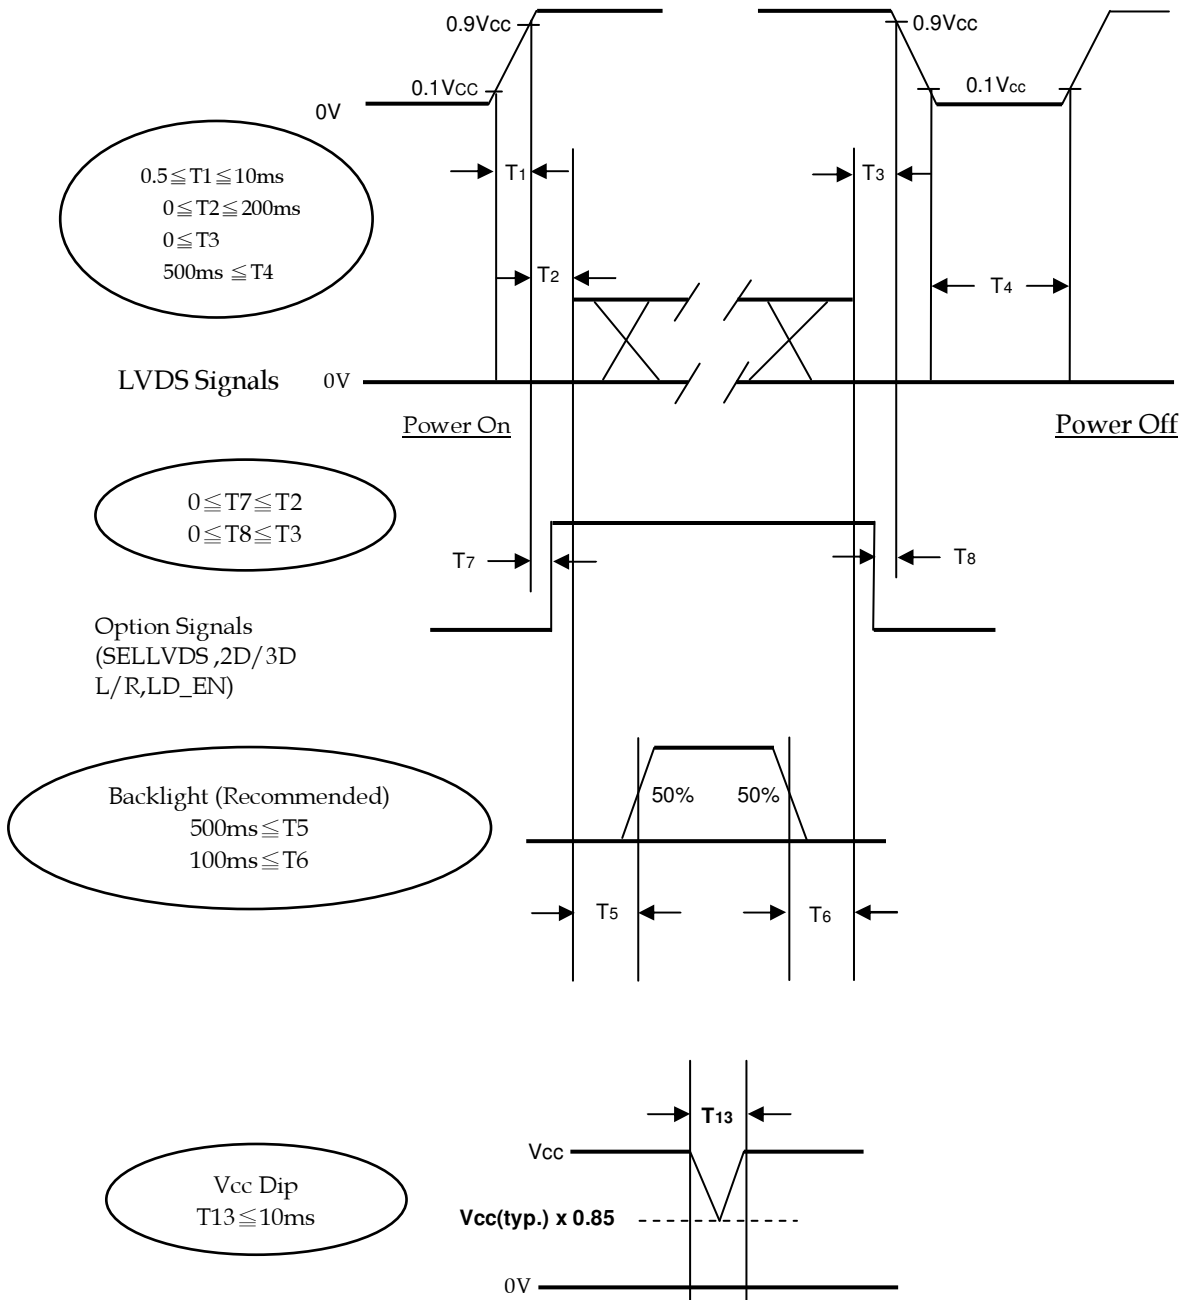 0.9Vcc
0.9Vcc
0.1Vcc
0.1Vcc
0V
0.5≦T1≦10ms
0≦T2≦200ms
0≦T3
500ms ≦T4
T1
T3
T2
T4
LVDS Signals
0V
Power On
Power Off
0≦T7≦T2
0≦T8≦T3
T7
T8
Option Signals
(SELLVDS ,2D/3D
L/R,LD_EN)
Backlight (Recommended)
500ms≦T5
100ms≦T6
50%
50%
T5
T6
T13
Vcc
Vcc Dip
T13≦10ms
Vcc(typ.) x 0.85
0V